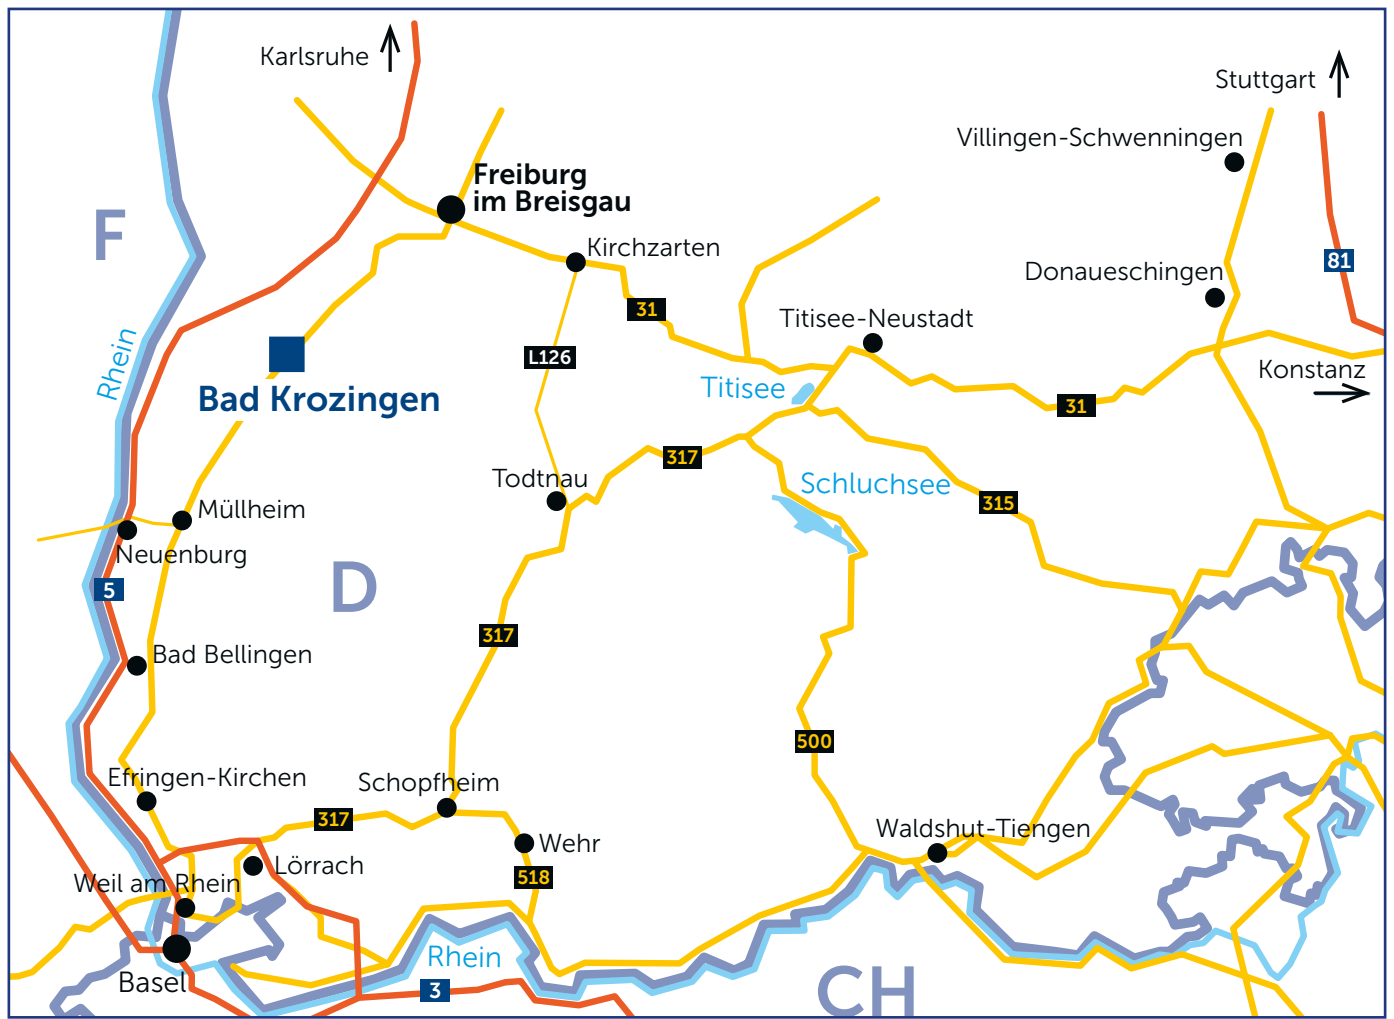 Karlsruhe
Stuttgart
Villingen-Schwenningen
Freiburg
im Breisgau
F
Kirchzarten
81
Donaueschingen
31
Titisee-Neustadt
Rhein
L126
Konstanz
Titisee
Bad Krozingen
31
317
Todtnau
Schluchsee
315
Müllheim
Neuenburg
5
D
317
Bad Bellingen
500
Efringen-Kirchen
Schopfheim
317
Waldshut-Tiengen
Wehr
Lörrach
518
Weil am Rhein
Rhein
Basel
3
CH